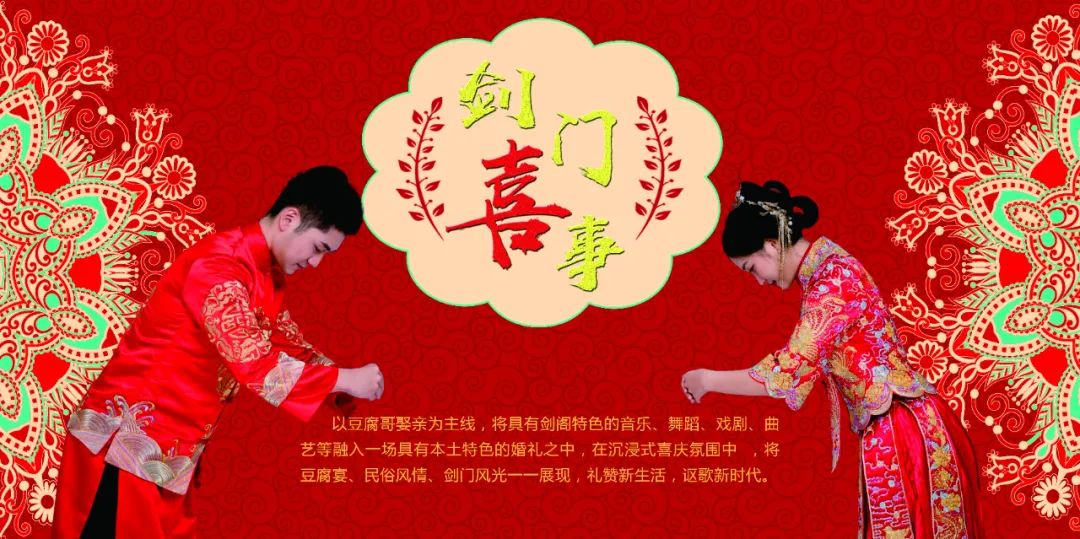 剑门
喜事
以豆腐哥娶亲为主线，将具有剑阁特色的音乐、舞蹈、戏剧、曲
艺等融入一场具有本土特色的婚礼之中，在沉浸式喜庆氛围中 ，将
豆腐宴、民俗风情、剑门风光一一展现，礼赞新生活，讴歌新时代。